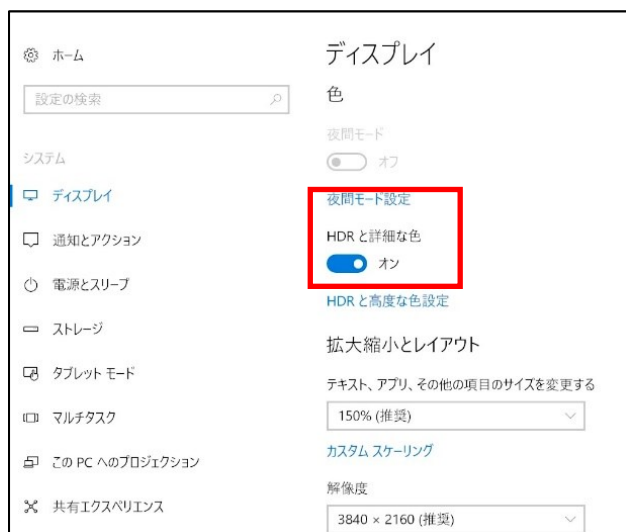 ホーム
設定の検索
システム
ディスプレイ
通知とアクション
電源とスリープ
ストレージ
タブレット モード
マルチタスク
この PC へのプロジェクション
共有エクスペリエンス
ディスプレイ
色
夜間モード
オフ
夜間モード設定
HDR と詳細な色
オン
HDR と高度な色設定
拡大縮小とレイアウト
テキスト、アプリ、その他の項目のサイズを変更する
150% (推奨)
カスタム スケーリング
解像度
3840 × 2160 (推奨)